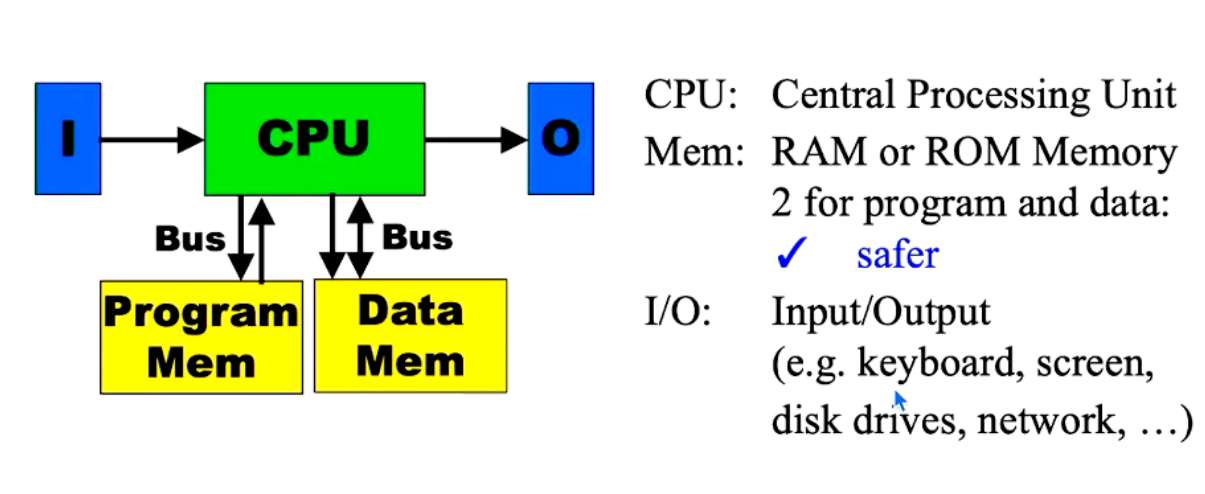 I
CPU
O
Bus
Bus
Program
Mem
Data
Mem
CPU: Central Processing Unit
Mem: RAM or ROM Memory
2 for program and data:
✓ safer
I/O: Input/Output
(e.g. keyboard, screen,
disk drives, network, …)